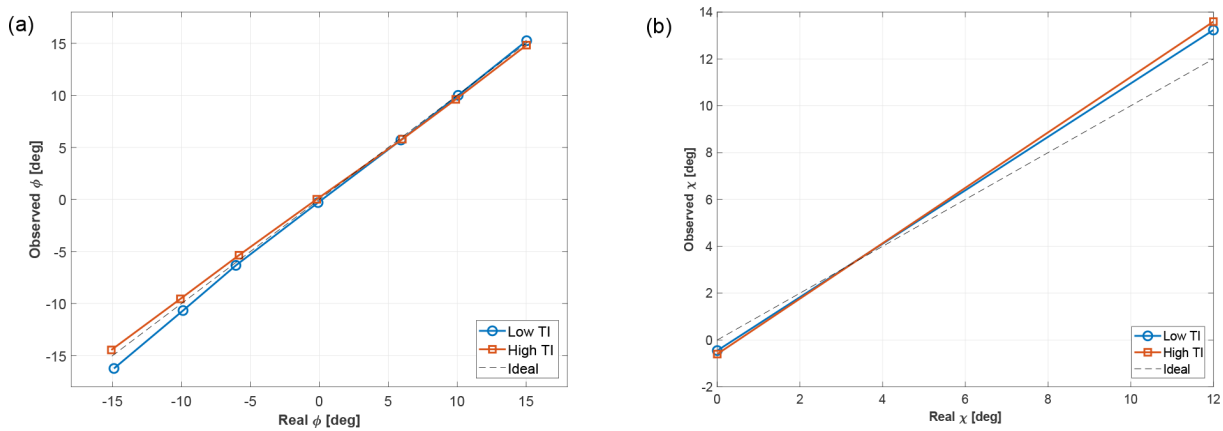 (a)
15
10
5
0
-5
-10
-15
Observed ϕ [deg]
-15 -10 -5 0 5 10 15
Real ϕ [deg]
Low TI
High TI
Ideal
(b)
14
12
10
8
6
4
2
0
-2
Observed χ [deg]
0 2 4 6 8 10 12
Real χ [deg]
Low TI
High TI
Ideal